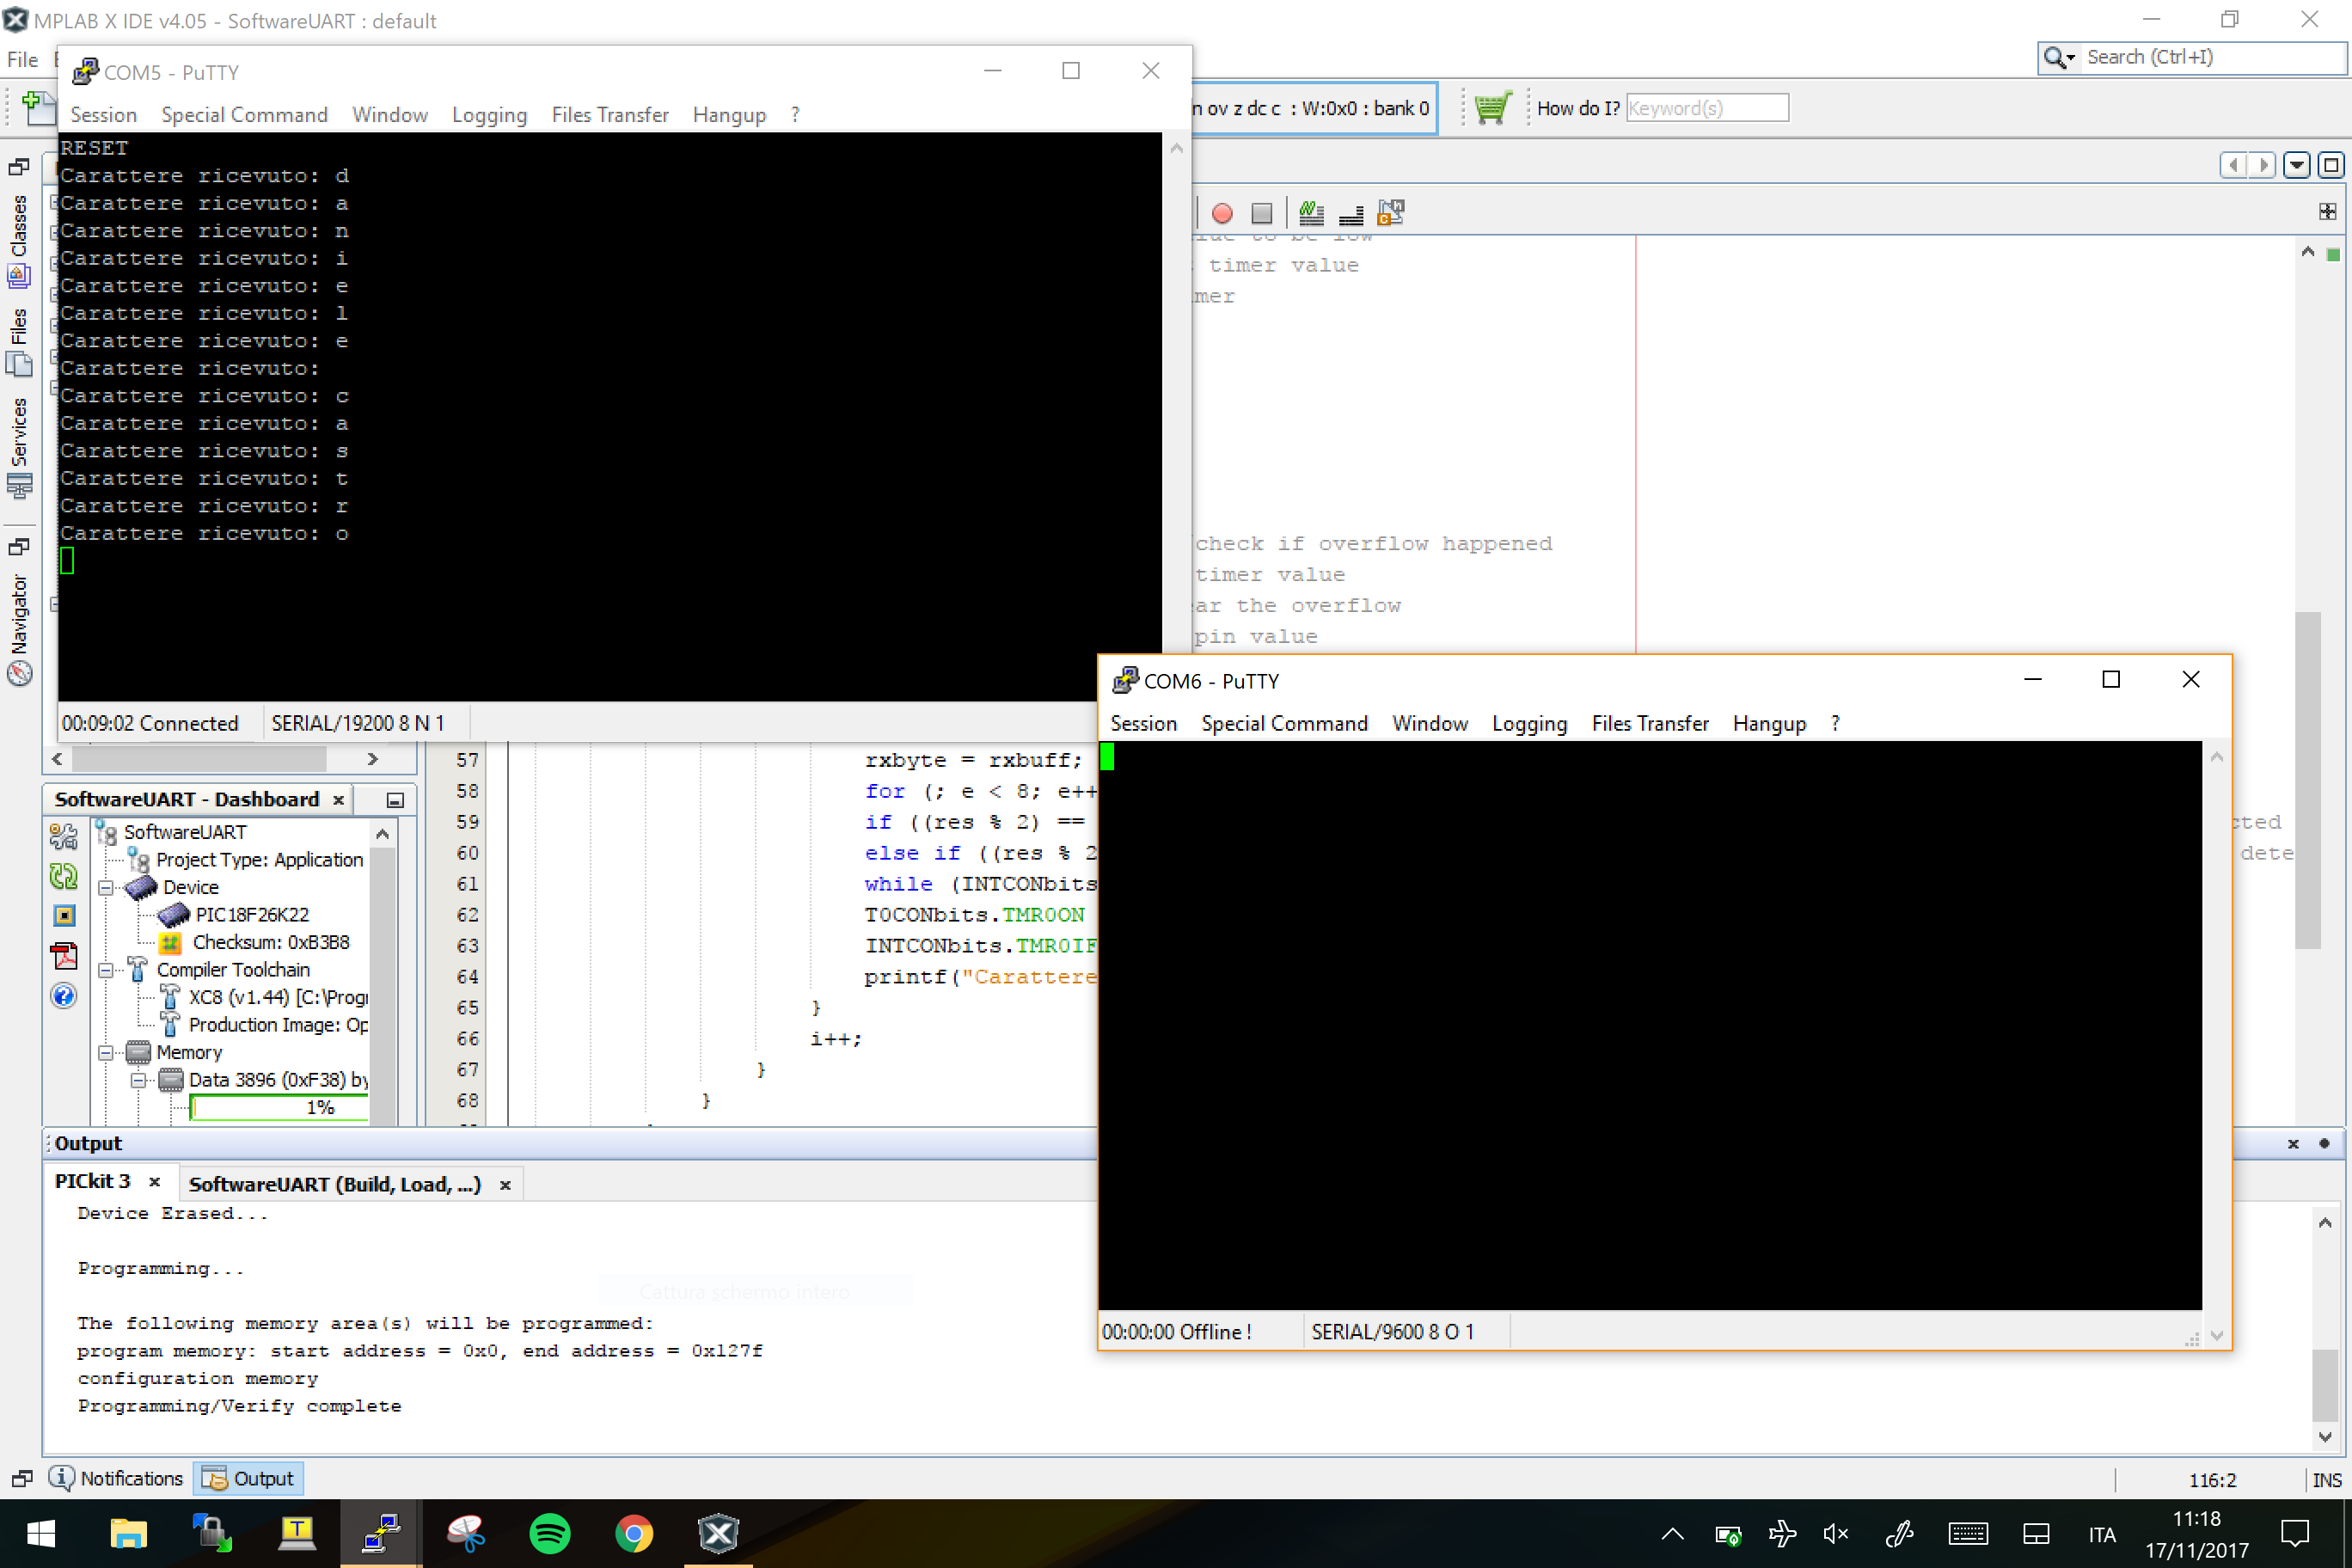 MPLAB X IDE v4.05 - SoftwareUART : default
File
Search (Ctrl+I)
COM5 - PuTTY
Session Special Command Window Logging Files Transfer Hangup ?
n ov z dc c : W:0x0 : bank 0
How do I? Keyword(s)
RESET
Carattere ricevuto: d
Carattere ricevuto: a
Carattere ricevuto: n
Carattere ricevuto: i
Carattere ricevuto: e
Carattere ricevuto: l
Carattere ricevuto: e
Carattere ricevuto:
Carattere ricevuto: c
Carattere ricevuto: a
Carattere ricevuto: s
Carattere ricevuto: t
Carattere ricevuto: r
Carattere ricevuto: o
00:09:02 Connected SERIAL/19200 8 N 1
Classes
Files
Services
Navigator
to be low
timer value
mer
check if overflow happened
timer value
ar the overflow
pin value
cted
dete
COM6 - PuTTY
Session Special Command Window Logging Files Transfer Hangup ?
00:00:00 Offline ! SERIAL/9600 8 O 1
57 rxbyte = rxbuff;
58 for (; e < 8; e++
59 if ((res % 2) ==
60 else if ((res % 2
61 while (INTCONbits
62 T0CONbits.TMR0ON
63 INTCONbits.TMR0IF
64 printf("Carattere
65 }
66 i++;
67 }
68 }
SoftwareUART - Dashboard x
SoftwareUART
Project Type: Application
Device
PIC18F26K22
Checksum: 0xB3B8
Compiler Toolchain
XC8 (v1.44) [C:\Progr
Production Image: Op
Memory
Data 3896 (0xF38) by
1%
Output
PICkit 3 x SoftwareUART (Build, Load, ...) x
Device Erased...
Programming...
Cattura schermo intero
The following memory area(s) will be programmed:
program memory: start address = 0x0, end address = 0x127f
configuration memory
Programming/Verify complete
Notifications Output
116:2 INS
ITA
11:18
17/11/2017